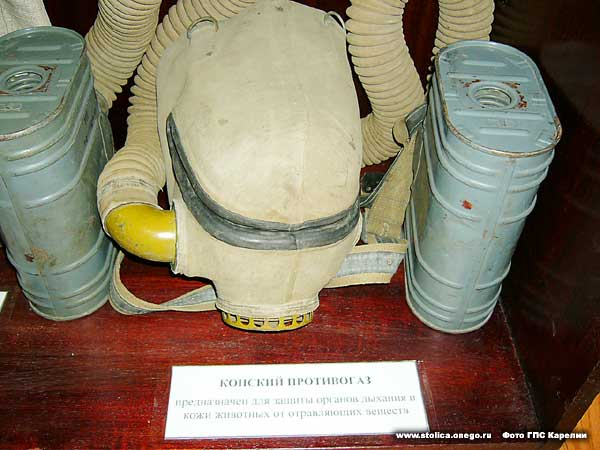 КОНСКИЙ ПРОТИВОГАЗ
предназначен для защиты органов дыхания и
кожи животных от отравляющих веществ
www.stolica.onego.ru Фото ГПС Карелии